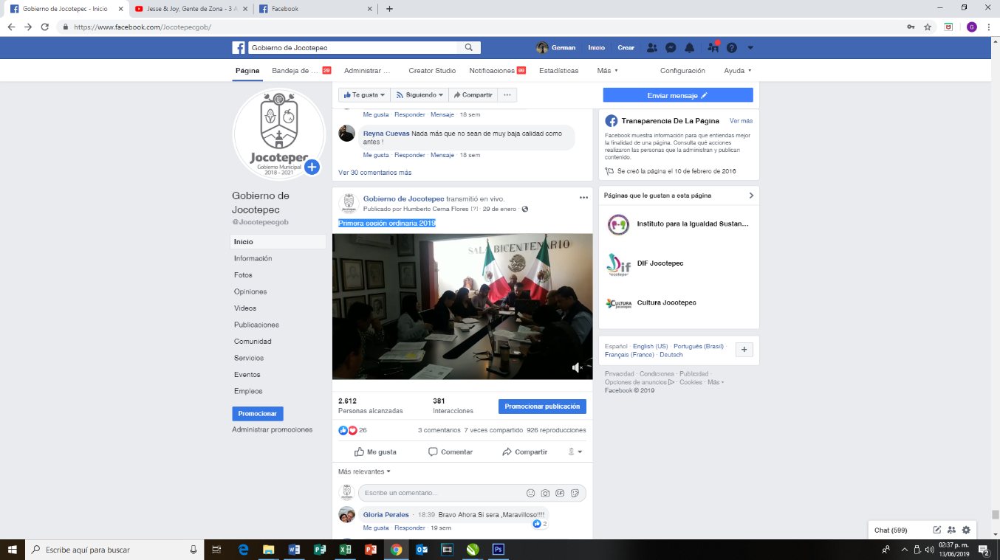 Gobierno de Jocotepec - Inicio
Jesse & Joy, Gente de Zona - 3 A
Facebook
https://www.facebook.com/Jocotepecgob/
Gobierno de Jocotepec
German
Inicio
Crear
Página
Bandeja de ... 29
Administrar ...
Creator Studio
Notificaciones 99
Estadísticas
Más
Configuración
Ayuda
Jocotepec
Gobierno Municipal
2018 - 2021
Gobierno de
Jocotepec
@Jocotepecgob
Inicio
Información
Fotos
Opiniones
Videos
Publicaciones
Comunidad
Servicios
Eventos
Empleos
Promocionar
Administrar promociones
Te gusta
Siguiendo
Compartir
Enviar mensaje
Me gusta · Responder · Mensaje · 18 sem
Reyna Cuevas Nada más que no sean de muy baja calidad como
antes !
Me gusta · Responder · Mensaje · 18 sem
Ver 30 comentarios más
Gobierno de Jocotepec transmitió en vivo.
Publicado por Humberto Cerna Flores [?] · 29 de enero ·
Primera sesión ordinaria 2019
SALA BICENTENARIO
2.612
Personas alcanzadas
381
Interacciones
Promocionar publicación
26
3 comentarios 7 veces compartido 926 reproducciones
Me gusta
Comentar
Compartir
Más relevantes
Escribe un comentario...
GIF
Gloria Perales · 18:39 Bravo Ahora Si sera ,Maravilloso!!!!
2
Me gusta · Responder · 19 sem
Transparencia De La Página
Ver más
Facebook muestra información para que entiendas mejor
la finalidad de una página. Consulta qué acciones
realizaron las personas que la administran y publican
contenido.
Se creó la página el 10 de febrero de 2016
Páginas que le gustan a esta página
Instituto para la Igualdad Sustan...
Dif
Jocotepec
DIF Jocotepec
CULTURA
Jocotepec
Cultura Jocotepec
Español · English (US) · Português (Brasil) ·
Français (France) · Deutsch
Privacidad · Condiciones · Publicidad ·
Opciones de anuncios · Cookies · Más
Facebook © 2019
Chat (599)
Escribe aquí para buscar
02:37 p. m.
13/06/2019
2